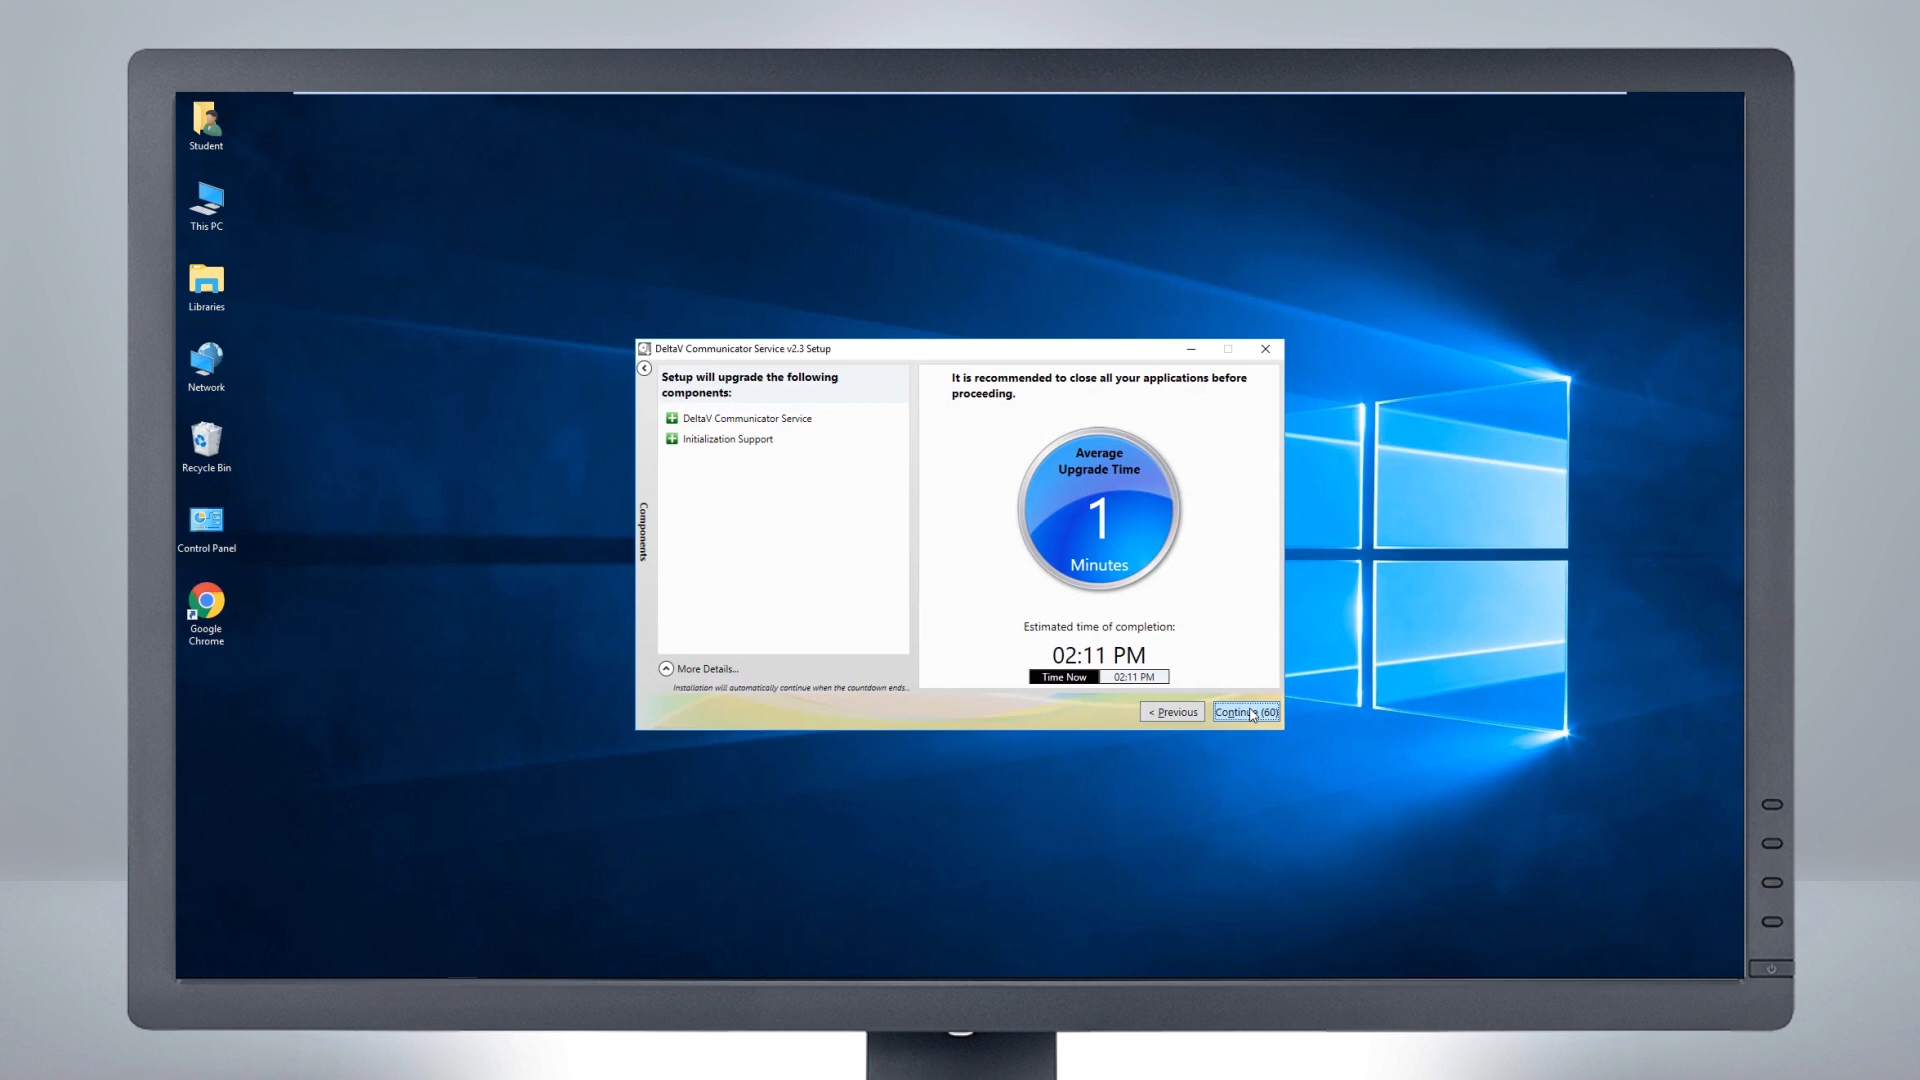 Student
This PC
Libraries
Network
Recycle Bin
Control Panel
Google
Chrome
DeltaV Communicator Service v2.3 Setup
Components
Setup will upgrade the following
components:
DeltaV Communicator Service
Initialization Support
More Details...
Installation will automatically continue when the countdown ends...
It is recommended to close all your applications before
proceeding.
Average
Upgrade Time
1
Minutes
Estimated time of completion:
02:11 PM
Time Now 02:11 PM
< Previous
Continue (60)